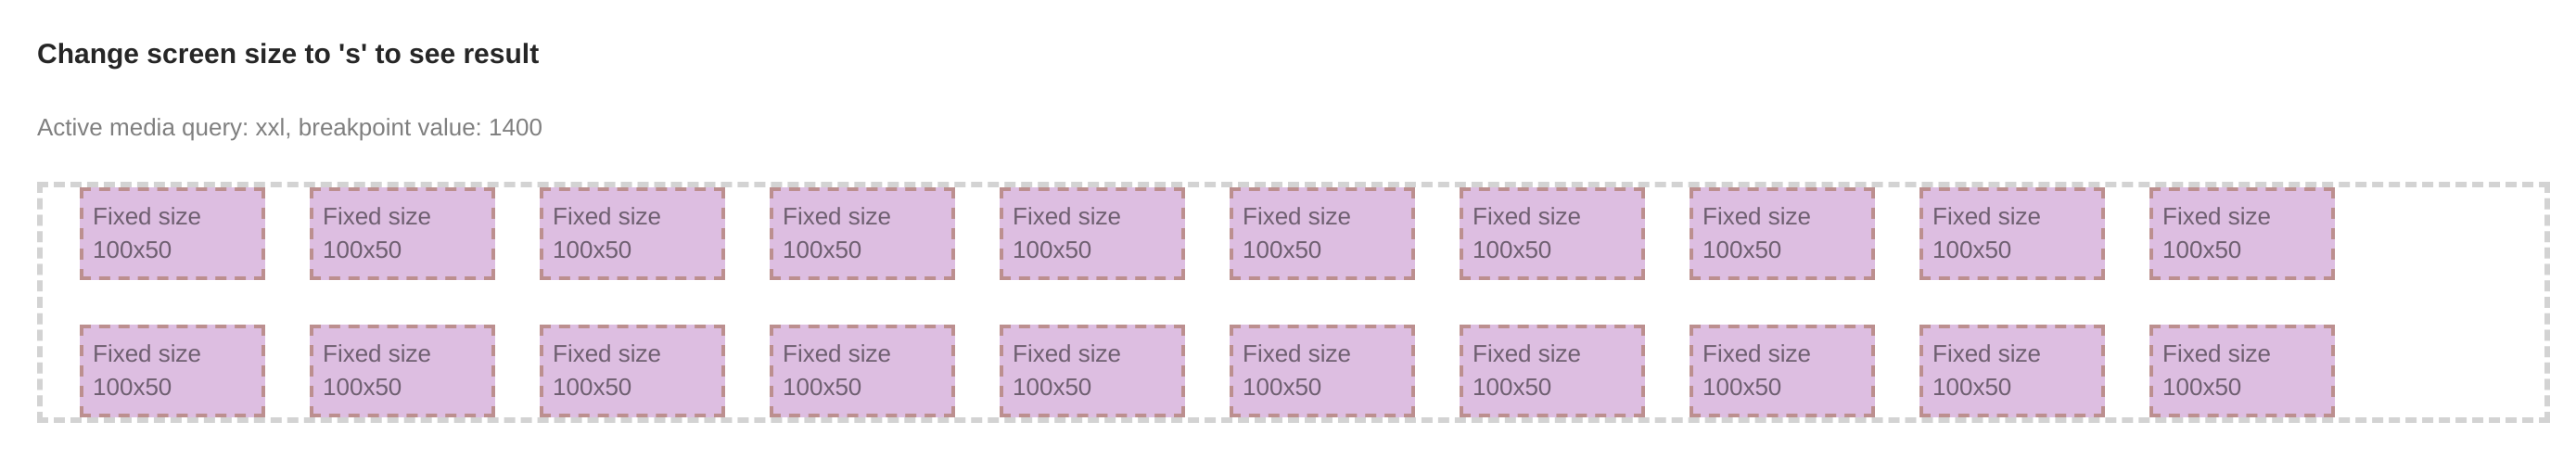 Change screen size to 's' to see result
Active media query: xxl, breakpoint value: 1400
Fixed size Fixed size Fixed size Fixed size Fixed size Fixed size Fixed size Fixed size Fixed size Fixed size
100x50 100x50 100x50 100x50 100x50 100x50 100x50 100x50 100x50 100x50
Fixed size Fixed size Fixed size Fixed size Fixed size Fixed size Fixed size Fixed size Fixed size Fixed size
100x50 100x50 100x50 100x50 100x50 100x50 100x50 100x50 100x50 100x50